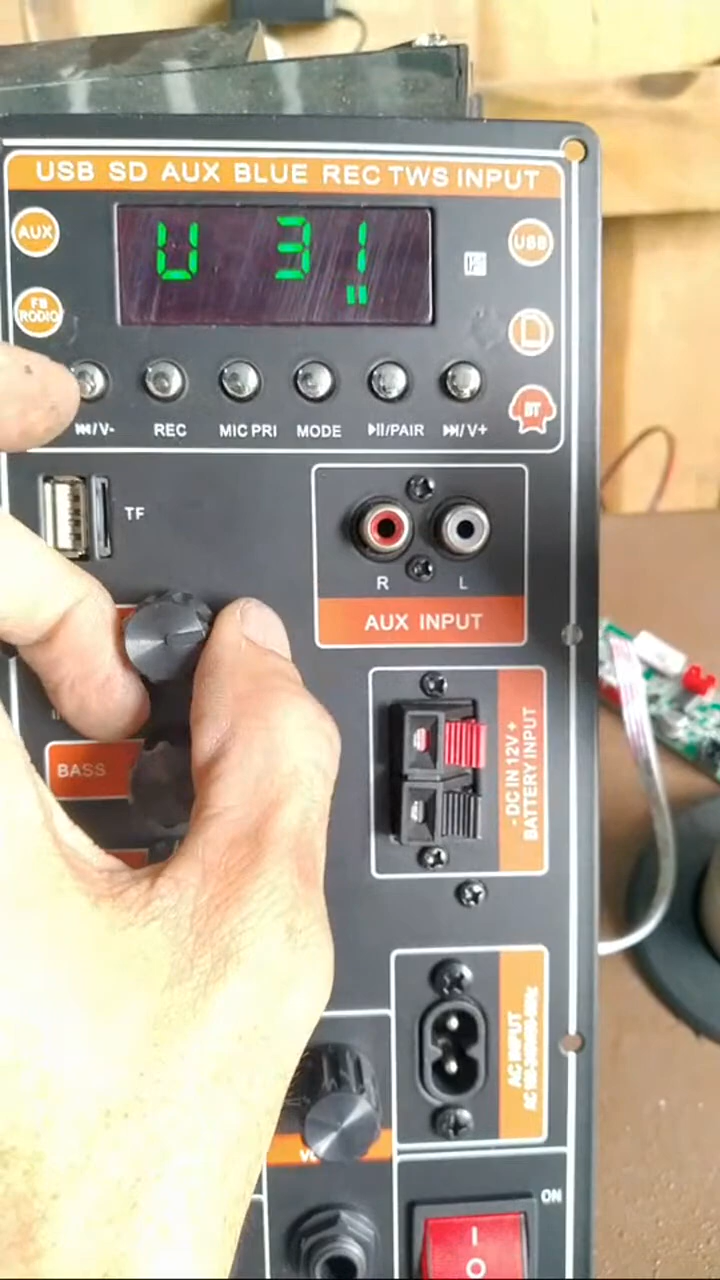 USB SD AUX BLUE REC TWS INPUT
AUX
U 31
USB
FB
RODIO
BT
⏮/V-
REC
MIC PRI
MODE
▶II/PAIR
⏭/V+
TF
R
L
AUX INPUT
BASS
- DC IN 12V +
BATTERY INPUT
AC INPUT
ON
I
O